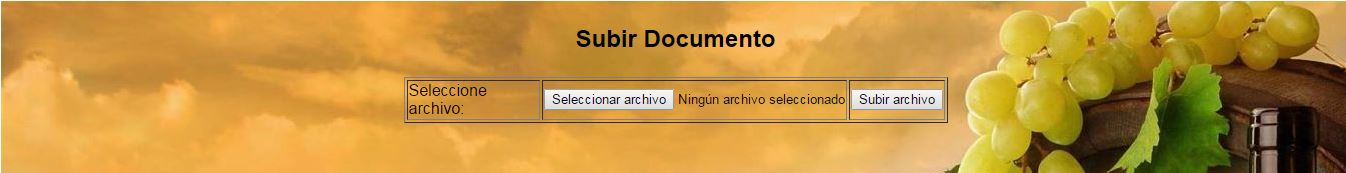 Subir Documento
Seleccione
archivo:
Seleccionar archivo Ningún archivo seleccionado Subir archivo